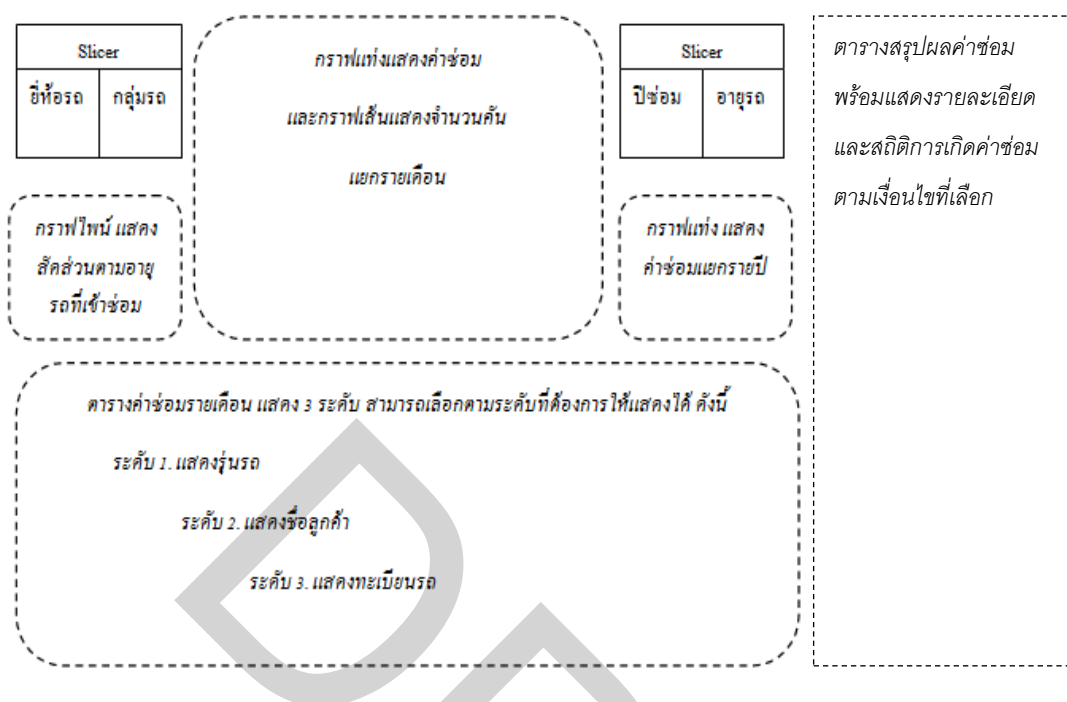 Slicer
ยี่ห้อรถ
กลุ่มรถ
กราฟแท่งแสดงค่าซ่อม
และกราฟเส้นแสดงจำนวนคัน
แยกรายเดือน
Slicer
ปีซ่อม
อายุรถ
ตารางสรุปผลค่าซ่อม
พร้อมแสดงรายละเอียด
และสถิติการเกิดค่าซ่อม
ตามเงื่อนไขที่เลือก
กราฟไพน์ แสดง
สัดส่วนตามอายุ
รถที่เข้าซ่อม
กราฟแท่ง แสดง
ค่าซ่อมแยกรายปี
ตารางค่าซ่อมรายเดือน แสดง 3 ระดับ สามารถเลือกตามระดับที่ต้องการให้แสดงได้ ดังนี้
ระดับ 1. แสดงรุ่นรถ
ระดับ 2. แสดงชื่อลูกค้า
ระดับ 3. แสดงทะเบียนรถ